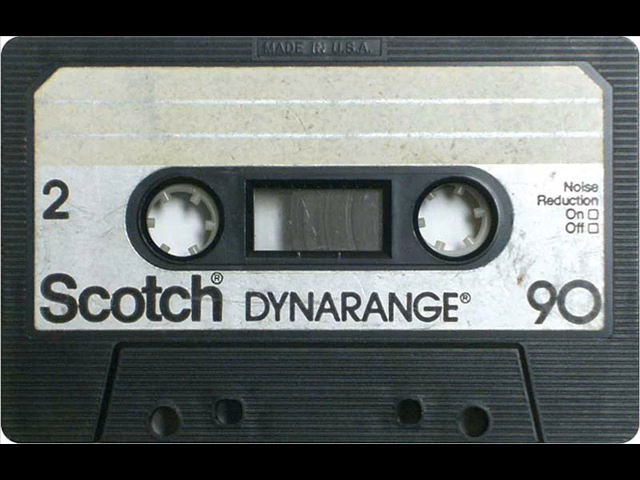 MADE IN U.S.A.
2
Noise
Reduction
On □
Off □
Scotch® DYNARANGE® 90